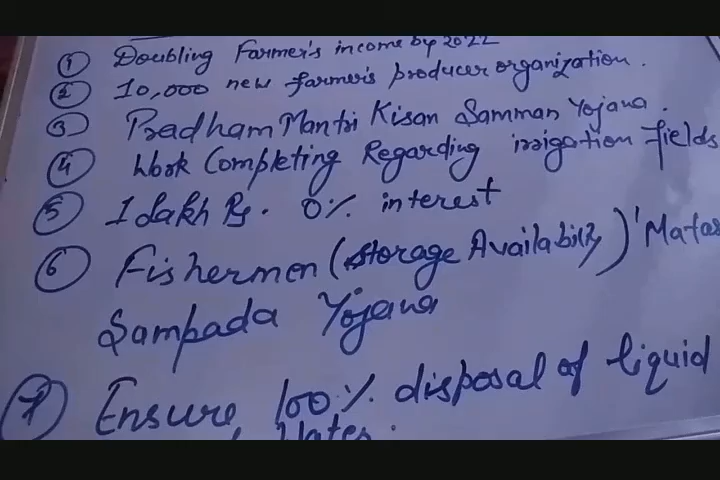 ① Doubling Farmer's income by 2022
② 10,000 new farmer's producer organization.
③ Pradham Mantri Kisan Samman Yojana.
④ Work Completing Regarding irrigation fields
⑤ 1 Lakh Rs. 0% interest
⑥ Fishermen (storage Availability) 'Matas
Sampada Yojana
⑦ Ensure 100% disposal of liquid